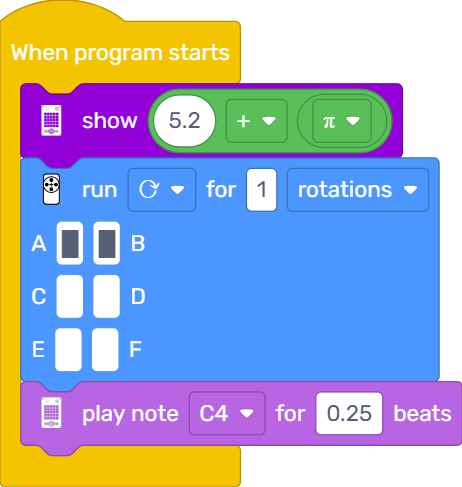 When program starts
show 5.2 + π
run for 1 rotations
A B
C D
E F
play note C4 for 0.25 beats